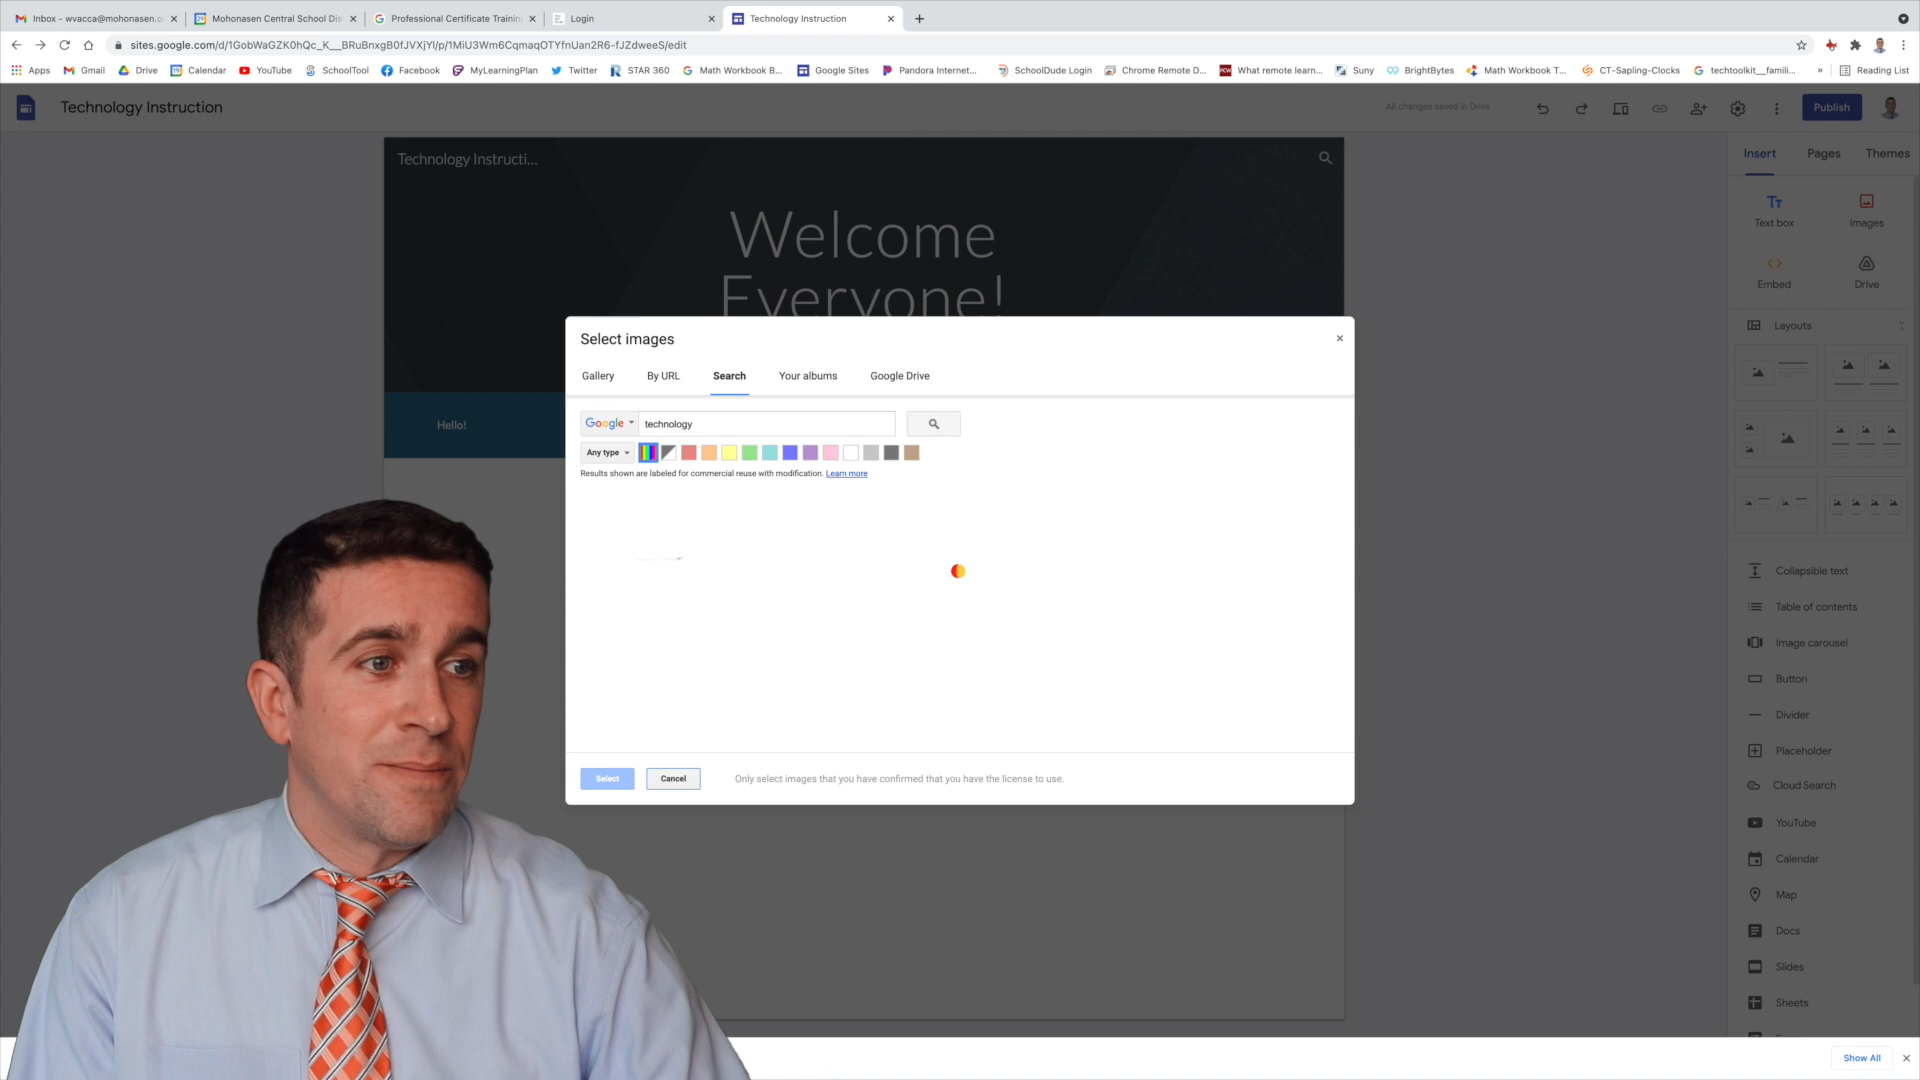 Inbox - wvacca@mohonasen.c
Mohonasen Central School Dis
Professional Certificate Trainin
Login
Technology Instruction
sites.google.com/d/1GobWaGZK0hQc_K__BRuBnxgB0fJVXjYl/p/1MiU3Wm6CqmaqOTYfnUan2R6-fJZdweeS/edit
Apps
Gmail
Drive
Calendar
YouTube
SchoolTool
Facebook
MyLearningPlan
Twitter
STAR 360
Math Workbook B...
Google Sites
Pandora Internet...
SchoolDude Login
Chrome Remote D...
What remote learn...
Suny
BrightBytes
Math Workbook T...
CT-Sapling-Clocks
techtoolkit__famili...
»
Reading List
Technology Instruction
All changes saved in Drive
Publish
Technology Instructi...
Welcome
Everyone!
Hello!
Insert
Pages
Themes
Text box
Images
Embed
Drive
Layouts
Collapsible text
Table of contents
Image carousel
Button
Divider
Placeholder
Cloud Search
YouTube
Calendar
Map
Docs
Slides
Sheets
Select images
Gallery
By URL
Search
Your albums
Google Drive
Google
technology
Any type
Results shown are labeled for commercial reuse with modification. Learn more
Select
Cancel
Only select images that you have confirmed that you have the license to use.
Show All